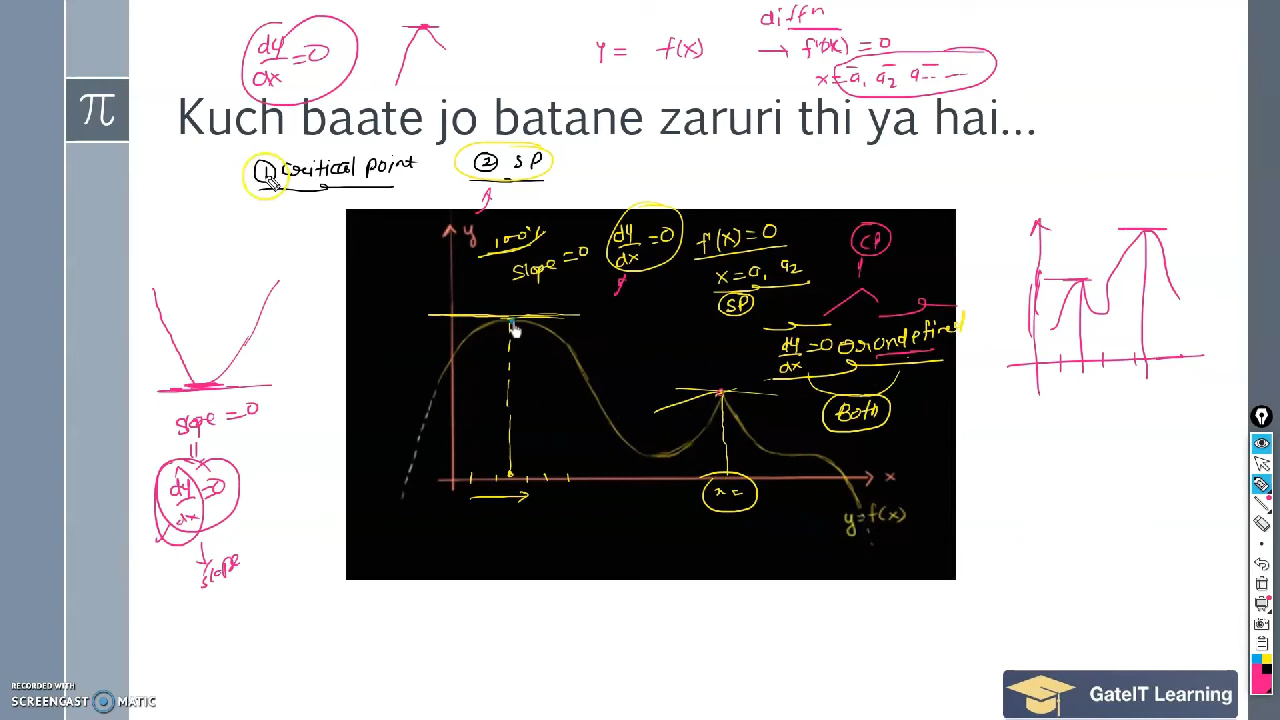 diffn
dy/dx = 0
y = f(x) → f'(x) = 0
x = a, a2 a-- ---
π
Kuch baate jo batane zaruri thi ya hai...
① critical point
② SP
y
100%
slope = 0
dy/dx = 0
f'(x) = 0
x = a, a2
SP
CP
dy/dx = 0 or undefined
Both
x =
x
y = f(x)
slope = 0
dy/dx = 0
slope
RECORDED WITH
SCREENCAST MATIC
GateIT Learning